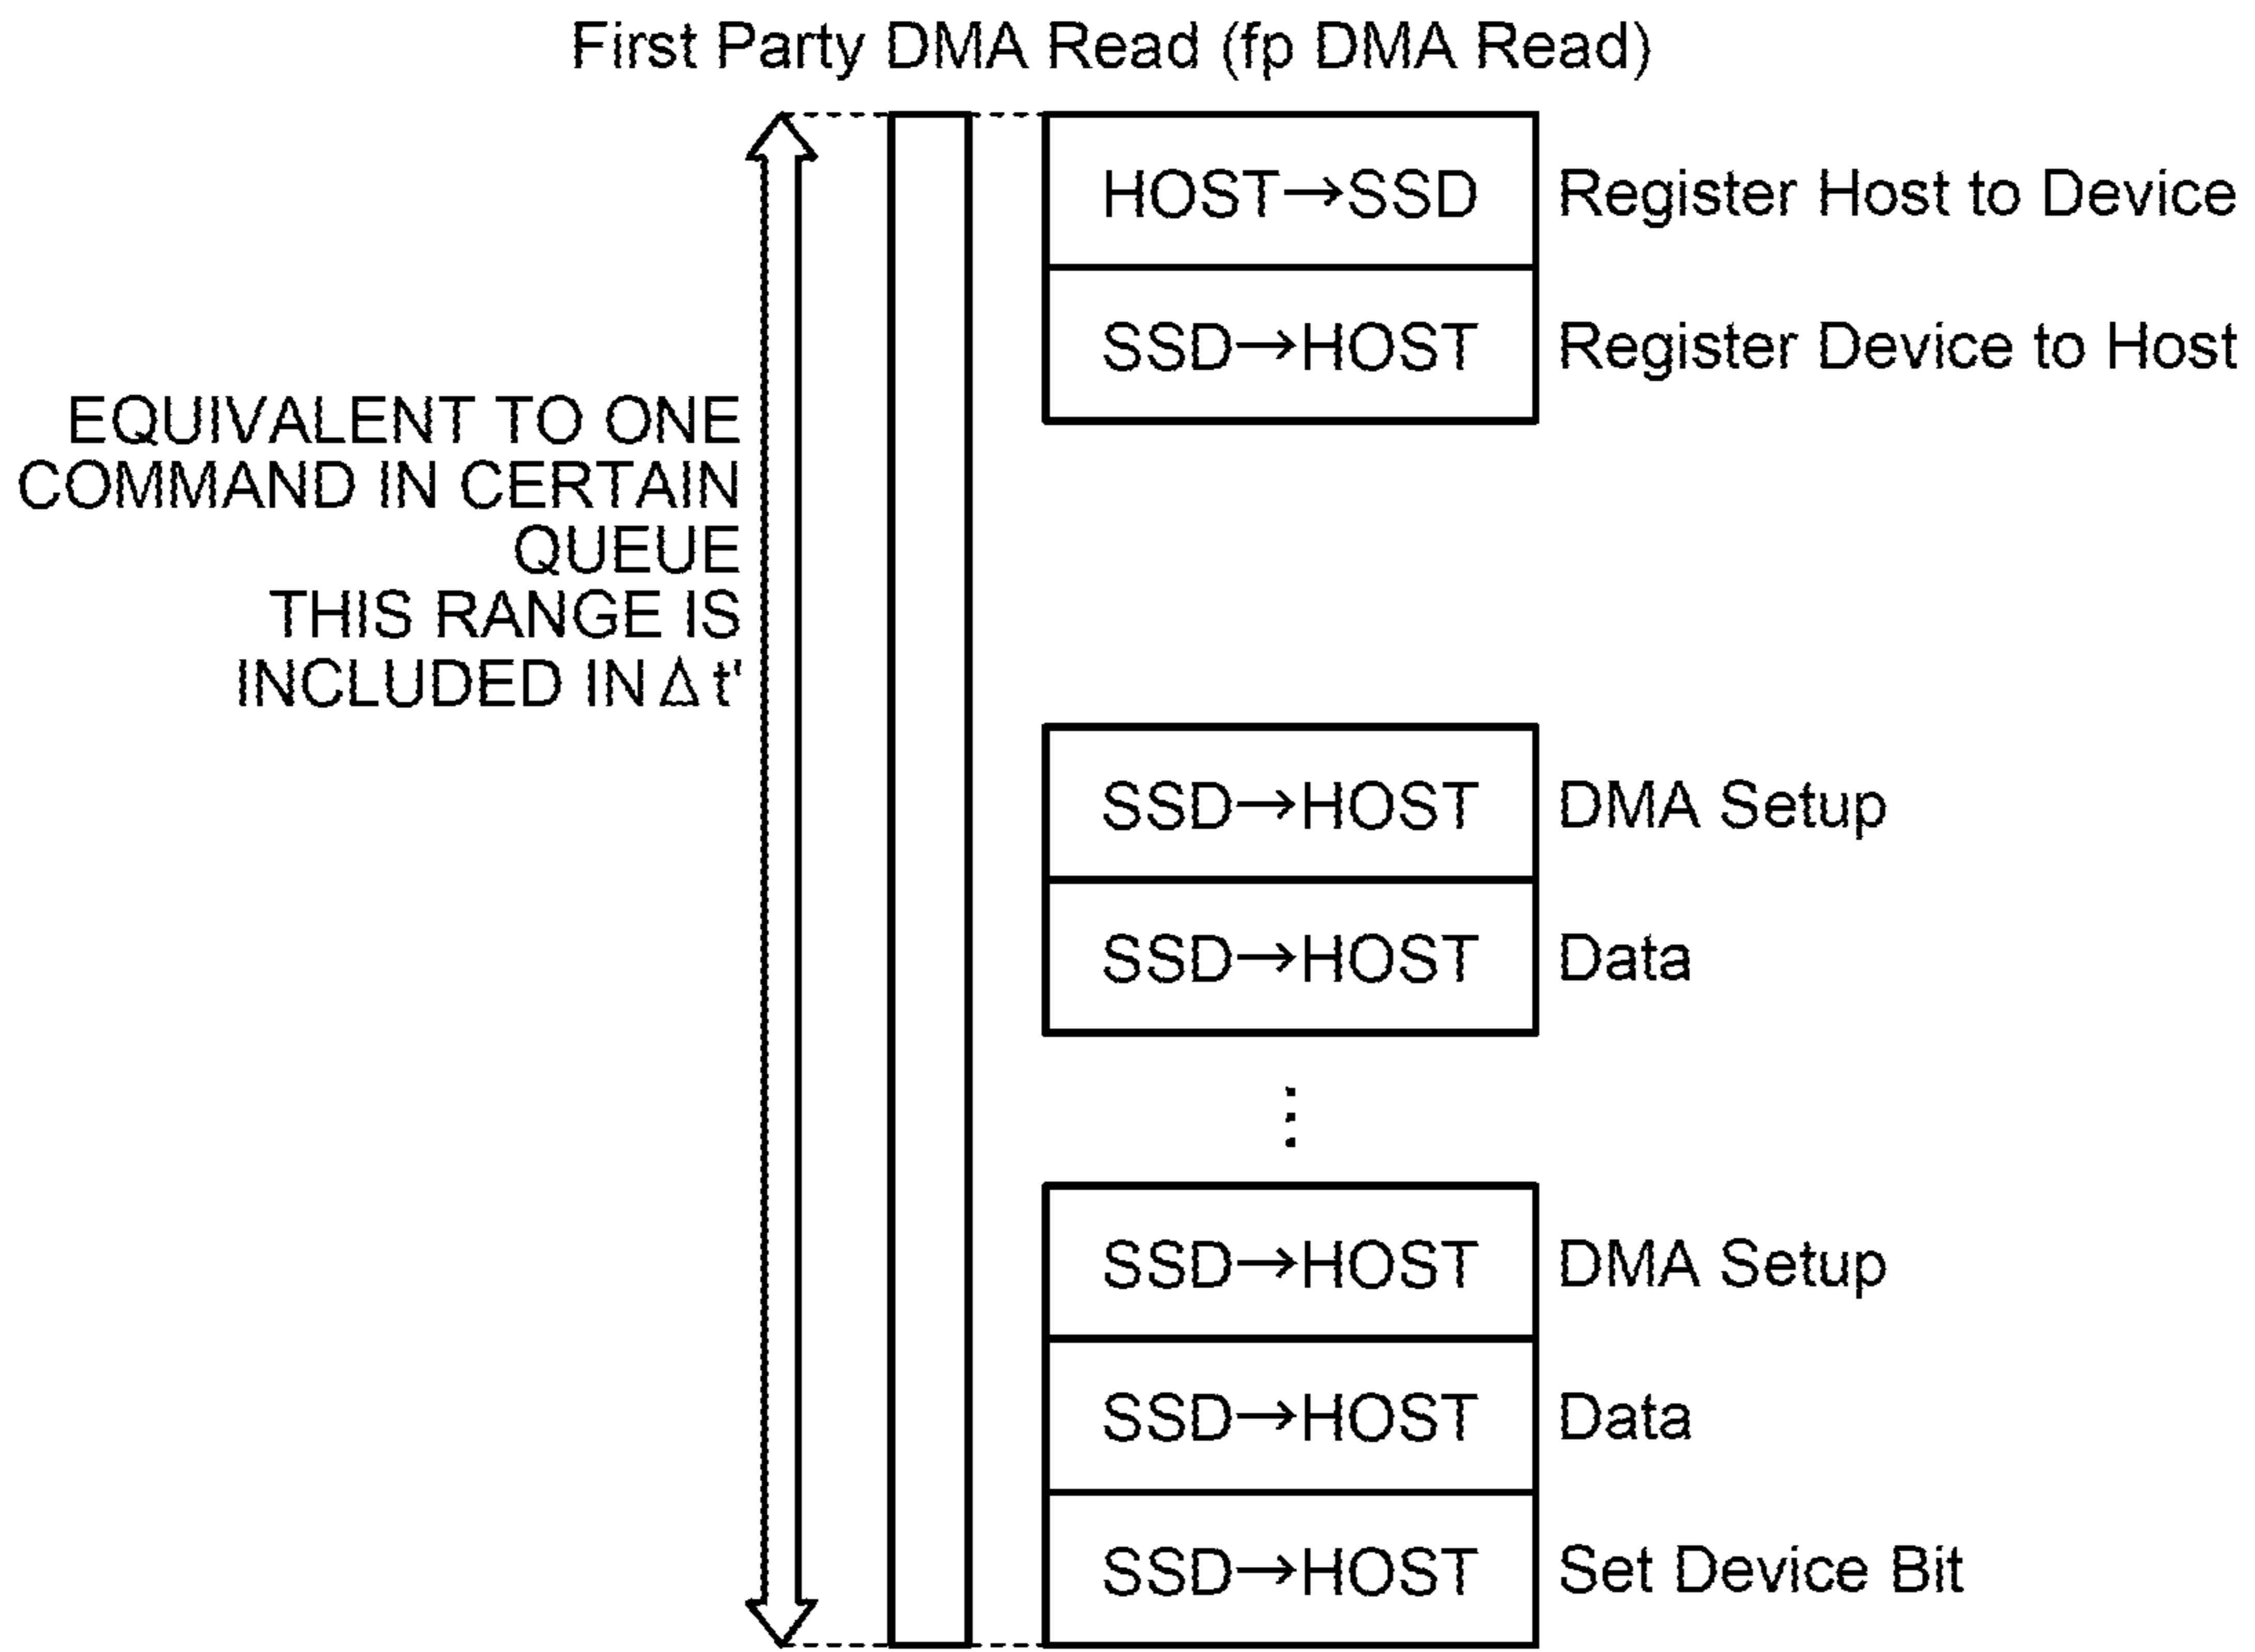 First Party DMA Read (fp DMA Read)
HOST→SSD Register Host to Device
SSD→HOST Register Device to Host
EQUIVALENT TO ONE
COMMAND IN CERTAIN
QUEUE
THIS RANGE IS
INCLUDED IN Δt'
SSD→HOST DMA Setup
SSD→HOST Data
⋮
SSD→HOST DMA Setup
SSD→HOST Data
SSD→HOST Set Device Bit